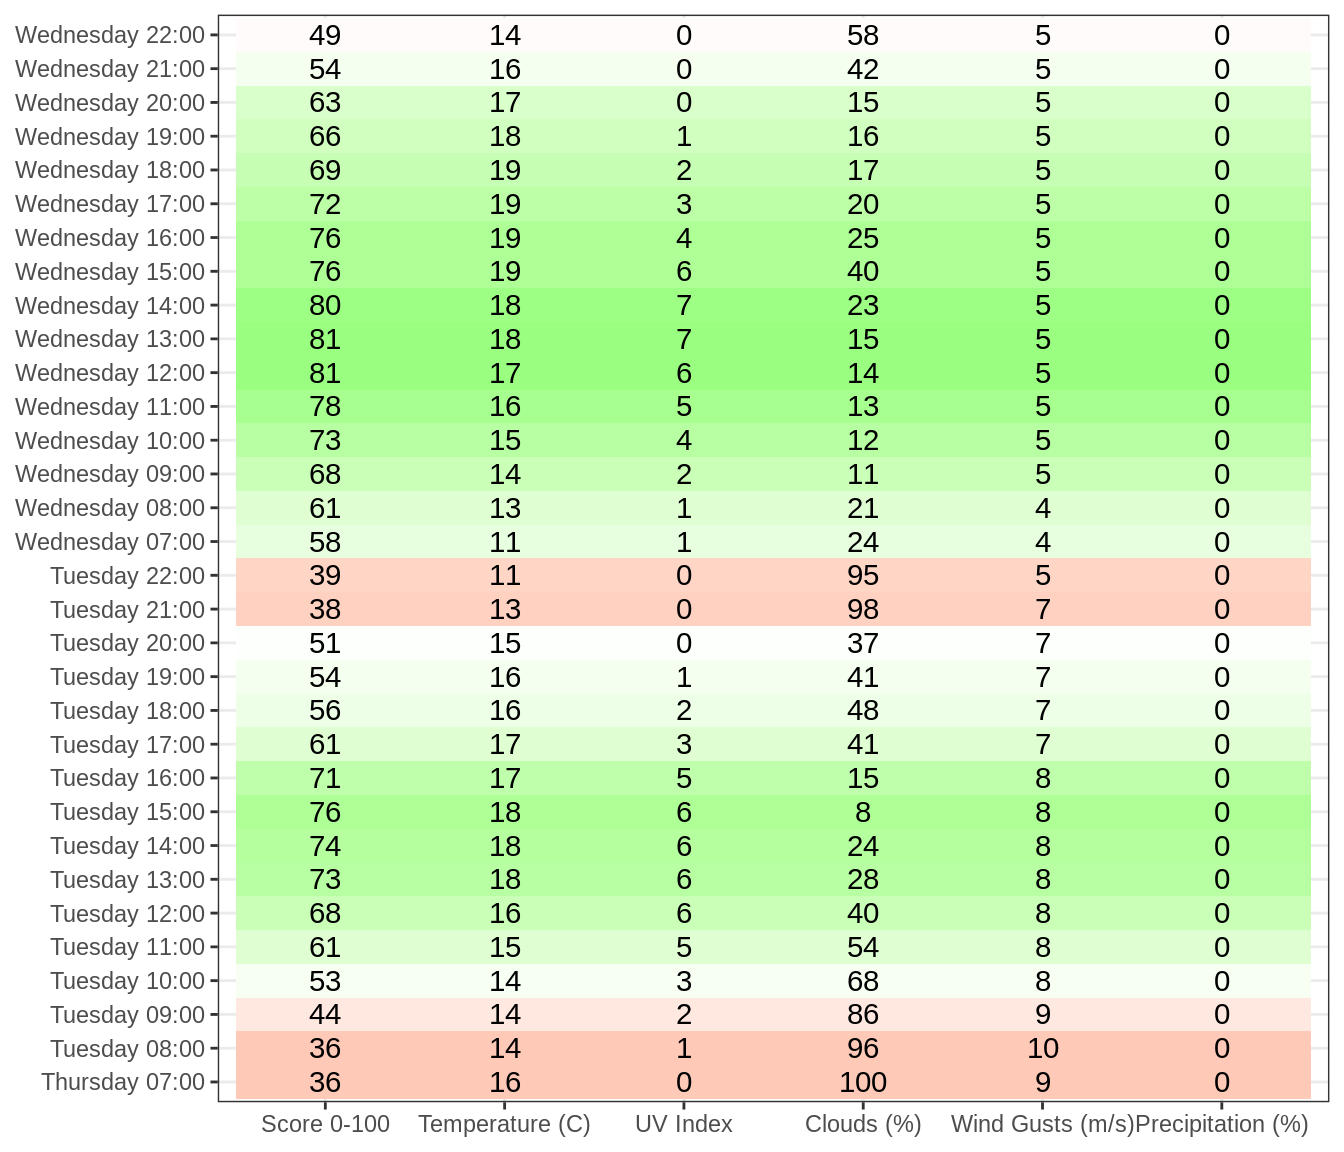 Wednesday 22:00 49 14 0 58 5 0
Wednesday 21:00 54 16 0 42 5 0
Wednesday 20:00 63 17 0 15 5 0
Wednesday 19:00 66 18 1 16 5 0
Wednesday 18:00 69 19 2 17 5 0
Wednesday 17:00 72 19 3 20 5 0
Wednesday 16:00 76 19 4 25 5 0
Wednesday 15:00 76 19 6 40 5 0
Wednesday 14:00 80 18 7 23 5 0
Wednesday 13:00 81 18 7 15 5 0
Wednesday 12:00 81 17 6 14 5 0
Wednesday 11:00 78 16 5 13 5 0
Wednesday 10:00 73 15 4 12 5 0
Wednesday 09:00 68 14 2 11 5 0
Wednesday 08:00 61 13 1 21 4 0
Wednesday 07:00 58 11 1 24 4 0
Tuesday 22:00 39 11 0 95 5 0
Tuesday 21:00 38 13 0 98 7 0
Tuesday 20:00 51 15 0 37 7 0
Tuesday 19:00 54 16 1 41 7 0
Tuesday 18:00 56 16 2 48 7 0
Tuesday 17:00 61 17 3 41 7 0
Tuesday 16:00 71 17 5 15 8 0
Tuesday 15:00 76 18 6 8 8 0
Tuesday 14:00 74 18 6 24 8 0
Tuesday 13:00 73 18 6 28 8 0
Tuesday 12:00 68 16 6 40 8 0
Tuesday 11:00 61 15 5 54 8 0
Tuesday 10:00 53 14 3 68 8 0
Tuesday 09:00 44 14 2 86 9 0
Tuesday 08:00 36 14 1 96 10 0
Thursday 07:00 36 16 0 100 9 0
Score 0-100 Temperature (C) UV Index Clouds (%) Wind Gusts (m/s) Precipitation (%)